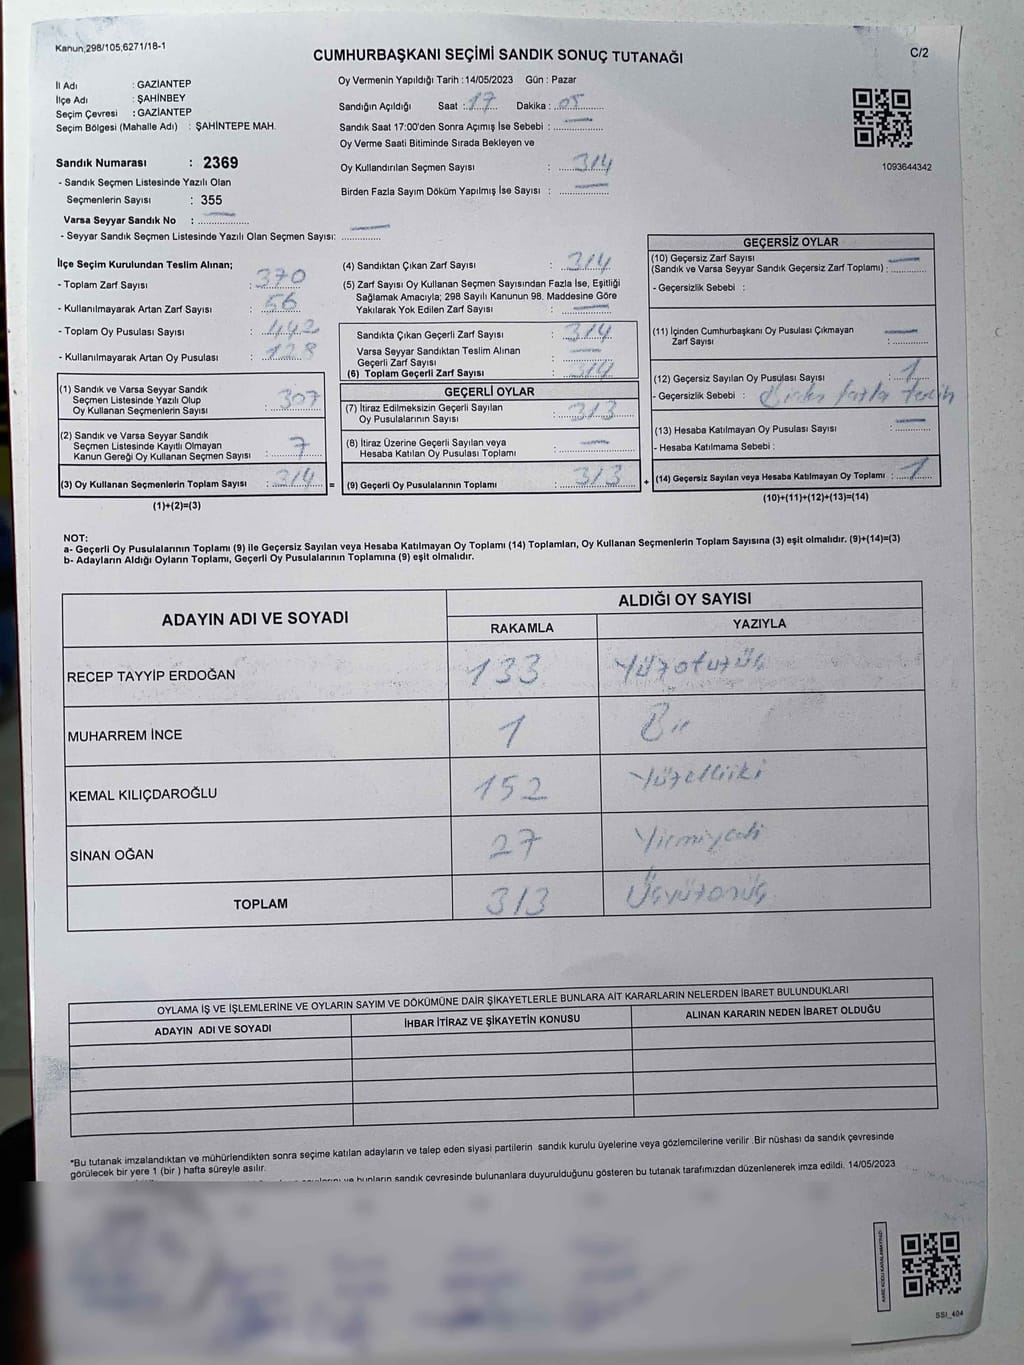 Kanun,298/105,6271/18-1
CUMHURBAŞKANI SEÇİMİ SANDIK SONUÇ TUTANAĞI
C/2
İl Adı : GAZİANTEP
İlçe Adı : ŞAHİNBEY
Seçim Çevresi : GAZİANTEP
Seçim Bölgesi (Mahalle Adı) : ŞAHİNTEPE MAH.
Oy Vermenin Yapıldığı Tarih :14/05/2023 Gün : Pazar
Sandığın Açıldığı Saat : 17 Dakika : 05
Sandık Saat 17:00'den Sonra Açımış İse Sebebi :
Oy Verme Saati Bitiminde Sırada Bekleyen ve
Oy Kullandırılan Seçmen Sayısı : 314
Birden Fazla Sayım Döküm Yapılmış İse Sayısı :
1093644342
Sandık Numarası : 2369
- Sandık Seçmen Listesinde Yazılı Olan
Seçmenlerin Sayısı : 355
Varsa Seyyar Sandık No :
- Seyyar Sandık Seçmen Listesinde Yazılı Olan Seçmen Sayısı:
İlçe Seçim Kurulundan Teslim Alınan;
- Toplam Zarf Sayısı : 370
- Kullanılmayarak Artan Zarf Sayısı : 56
- Toplam Oy Pusulası Sayısı : 442
- Kullanılmayarak Artan Oy Pusulası : 128
(1) Sandık ve Varsa Seyyar Sandık
Seçmen Listesinde Yazılı Olup
Oy Kullanan Seçmenlerin Sayısı : 307
(2) Sandık ve Varsa Seyyar Sandık
Seçmen Listesinde Kayıtlı Olmayan
Kanun Gereği Oy Kullanan Seçmen Sayısı : 7
(3) Oy Kullanan Seçmenlerin Toplam Sayısı : 314
(1)+(2)=(3)
(4) Sandıktan Çıkan Zarf Sayısı : 314
(5) Zarf Sayısı Oy Kullanan Seçmen Sayısından Fazla İse, Eşitliği
Sağlamak Amacıyla; 298 Sayılı Kanunun 98. Maddesine Göre
Yakılarak Yok Edilen Zarf Sayısı :
Sandıkta Çıkan Geçerli Zarf Sayısı : 314
Varsa Seyyar Sandıktan Teslim Alınan
Geçerli Zarf Sayısı :
(6) Toplam Geçerli Zarf Sayısı : 314
GEÇERLİ OYLAR
(7) İtiraz Edilmeksizin Geçerli Sayılan
Oy Pusulalarının Sayısı : 313
(8) İtiraz Üzerine Geçerli Sayılan veya
Hesaba Katılan Oy Pusulası Toplamı :
= (9) Geçerli Oy Pusulalarının Toplamı : 313
GEÇERSİZ OYLAR
(10) Geçersiz Zarf Sayısı
(Sandık ve Varsa Seyyar Sandık Geçersiz Zarf Toplamı) :
- Geçersizlik Sebebi :
(11) İçinden Cumhurbaşkanı Oy Pusulası Çıkmayan
Zarf Sayısı :
(12) Geçersiz Sayılan Oy Pusulası Sayısı : 1
- Geçersizlik Sebebi : Birden fazla tercih
(13) Hesaba Katılmayan Oy Pusulası Sayısı :
- Hesaba Katılmama Sebebi :
+ (14) Geçersiz Sayılan veya Hesaba Katılmayan Oy Toplamı : 1
(10)+(11)+(12)+(13)=(14)
NOT:
a- Geçerli Oy Pusulalarının Toplamı (9) ile Geçersiz Sayılan veya Hesaba Katılmayan Oy Toplamı (14) Toplamları, Oy Kullanan Seçmenlerin Toplam Sayısına (3) eşit olmalıdır. (9)+(14)=(3)
b- Adayların Aldığı Oyların Toplamı, Geçerli Oy Pusulalarının Toplamına (9) eşit olmalıdır.
ADAYIN ADI VE SOYADI
ALDIĞI OY SAYISI
RAKAMLA YAZIYLA
RECEP TAYYİP ERDOĞAN 133 Yüzotuzüç
MUHARREM İNCE 1 Bir
KEMAL KILIÇDAROĞLU 152 Yüzelliiki
SİNAN OĞAN 27 Yirmiyedi
TOPLAM 313 Üçyüzonüç
OYLAMA İŞ VE İŞLEMLERİNE VE OYLARIN SAYIM VE DÖKÜMÜNE DAİR ŞİKAYETLERLE BUNLARA AİT KARARLARIN NELERDEN İBARET BULUNDUKLARI
ADAYIN ADI VE SOYADI İHBAR İTİRAZ VE ŞİKAYETİN KONUSU ALINAN KARARIN NEDEN İBARET OLDUĞU
*Bu tutanak imzalandıktan ve mühürlendikten sonra seçime katılan adayların ve talep eden siyasi partilerin sandık kurulu üyelerine veya gözlemcilerine verilir .Bir nüshası da sandık çevresinde
görülecek bir yere 1 (bir ) hafta süreyle asılır.
bunların sandık çevresinde bulunanlara duyurulduğunu gösteren bu tutanak tarafımızdan düzenlenerek imza edildi. 14/05/2023
SSI_404